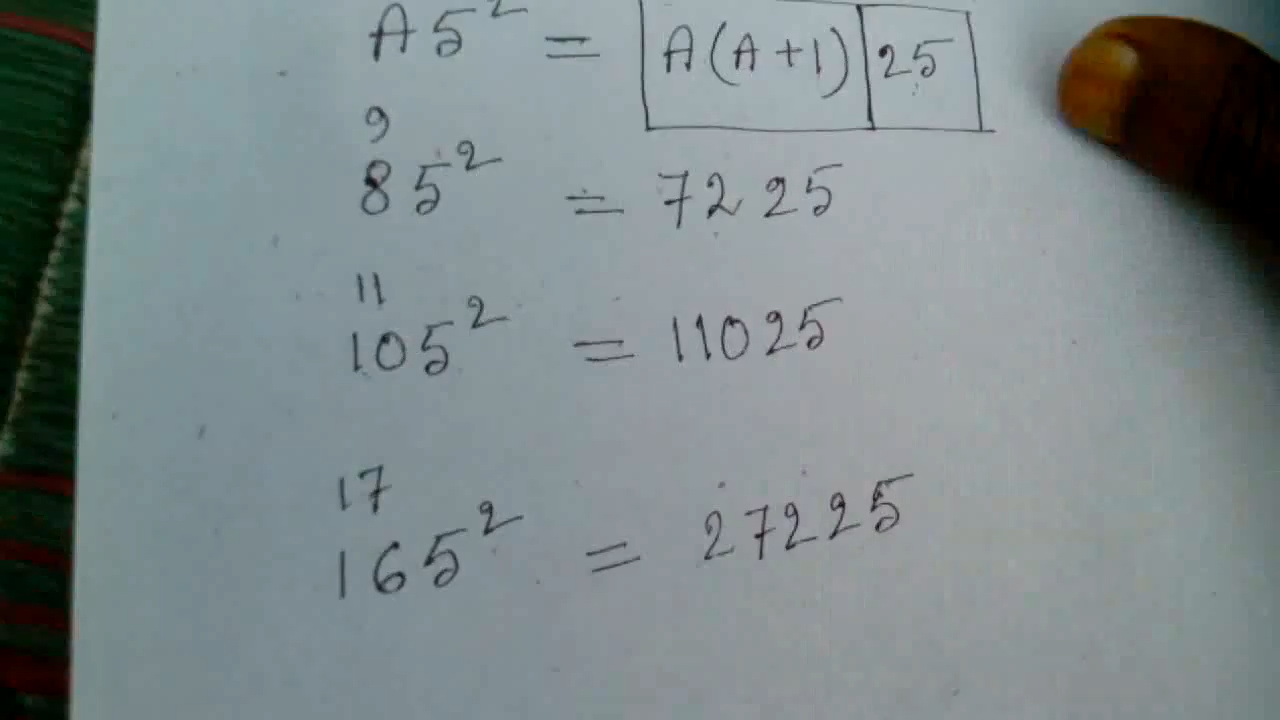 A5² = A(A+1) 25
9
85² = 7225
11
105² = 11025
17
165² = 27225